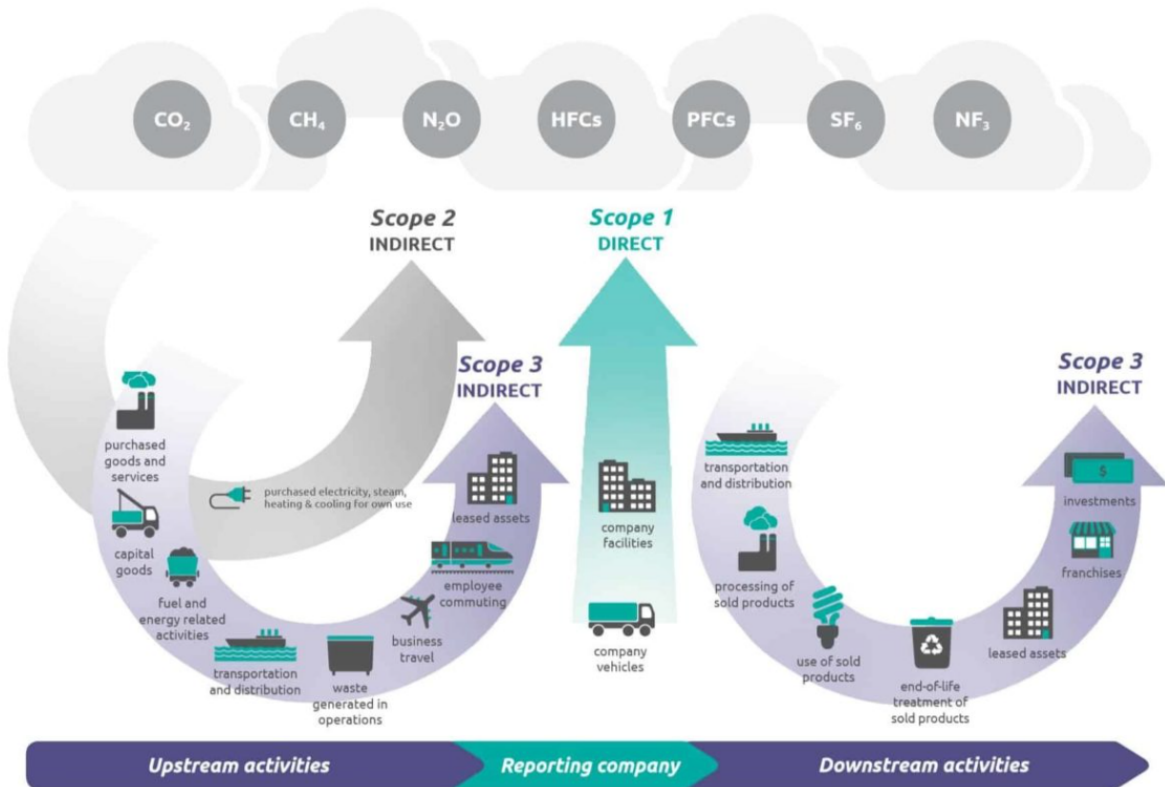 CO₂
CH₄
N₂O
HFCs
PFCs
SF₆
NF₃
Scope 2
INDIRECT
Scope 1
DIRECT
Scope 3
INDIRECT
Scope 3
INDIRECT
purchased
goods and
services
capital
goods
fuel and
energy related
activities
transportation
and distribution
waste
generated in
operations
business
travel
employee
commuting
leased assets
purchased electricity, steam,
heating & cooling for own use
company
facilities
company
vehicles
transportation
and distribution
processing of
sold products
use of sold
products
end-of-life
treatment of
sold products
leased assets
franchises
$
investments
Upstream activities
Reporting company
Downstream activities